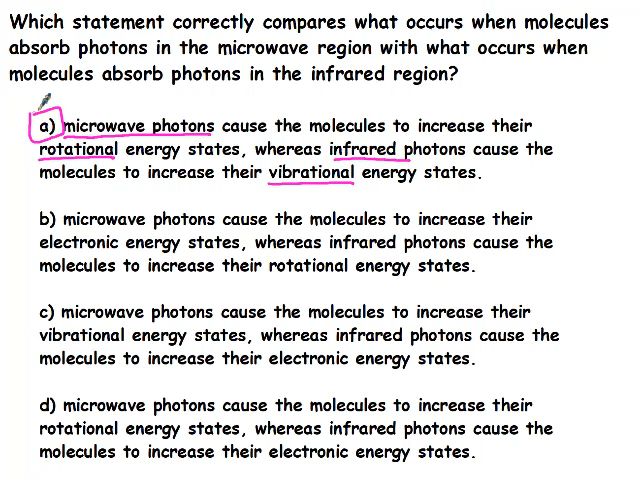 Which statement correctly compares what occurs when molecules
absorb photons in the microwave region with what occurs when
molecules absorb photons in the infrared region?
a) microwave photons cause the molecules to increase their
rotational energy states, whereas infrared photons cause the
molecules to increase their vibrational energy states.
b) microwave photons cause the molecules to increase their
electronic energy states, whereas infrared photons cause the
molecules to increase their rotational energy states.
c) microwave photons cause the molecules to increase their
vibrational energy states, whereas infrared photons cause the
molecules to increase their electronic energy states.
d) microwave photons cause the molecules to increase their
rotational energy states, whereas infrared photons cause the
molecules to increase their electronic energy states.